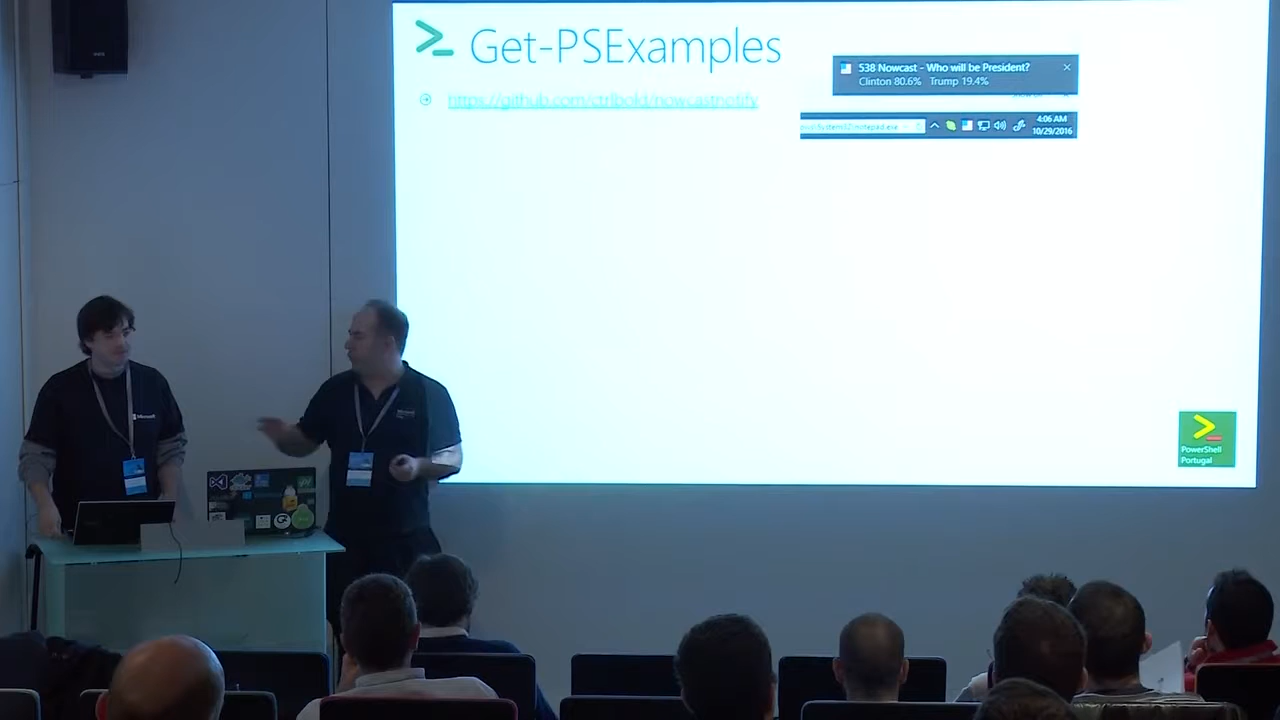 Get-PSExamples
https://github.com/ctrlbold/nowcastnotify
538 Nowcast - Who will be President?
Clinton 80.6% Trump 19.4%
4:06 AM
10/29/2016
Microsoft
PowerShell
Portugal